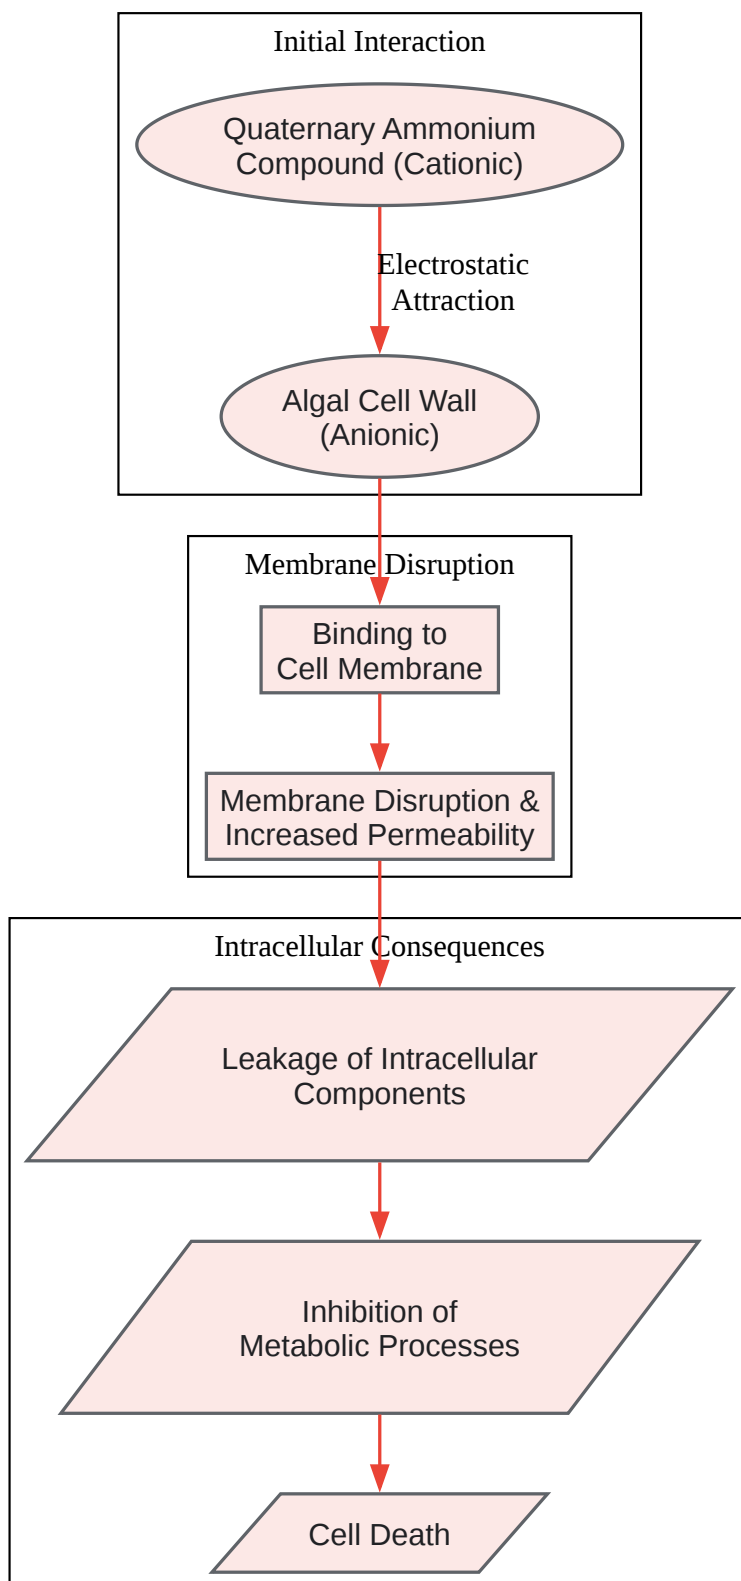 Initial Interaction
Quaternary Ammonium
Compound (Cationic)
Electrostatic
Attraction
Algal Cell Wall
(Anionic)
Membrane Disruption
Binding to
Cell Membrane
Membrane Disruption &
Increased Permeability
Intracellular Consequences
Leakage of Intracellular
Components
Inhibition of
Metabolic Processes
Cell Death